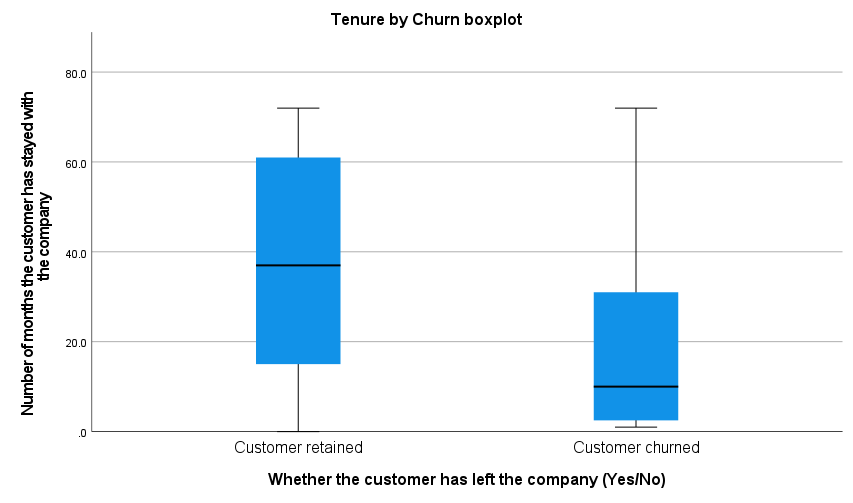 Tenure by Churn boxplot
Number of months the customer has stayed with
the company
80.0
60.0
40.0
20.0
.0
Customer retained
Customer churned
Whether the customer has left the company (Yes/No)